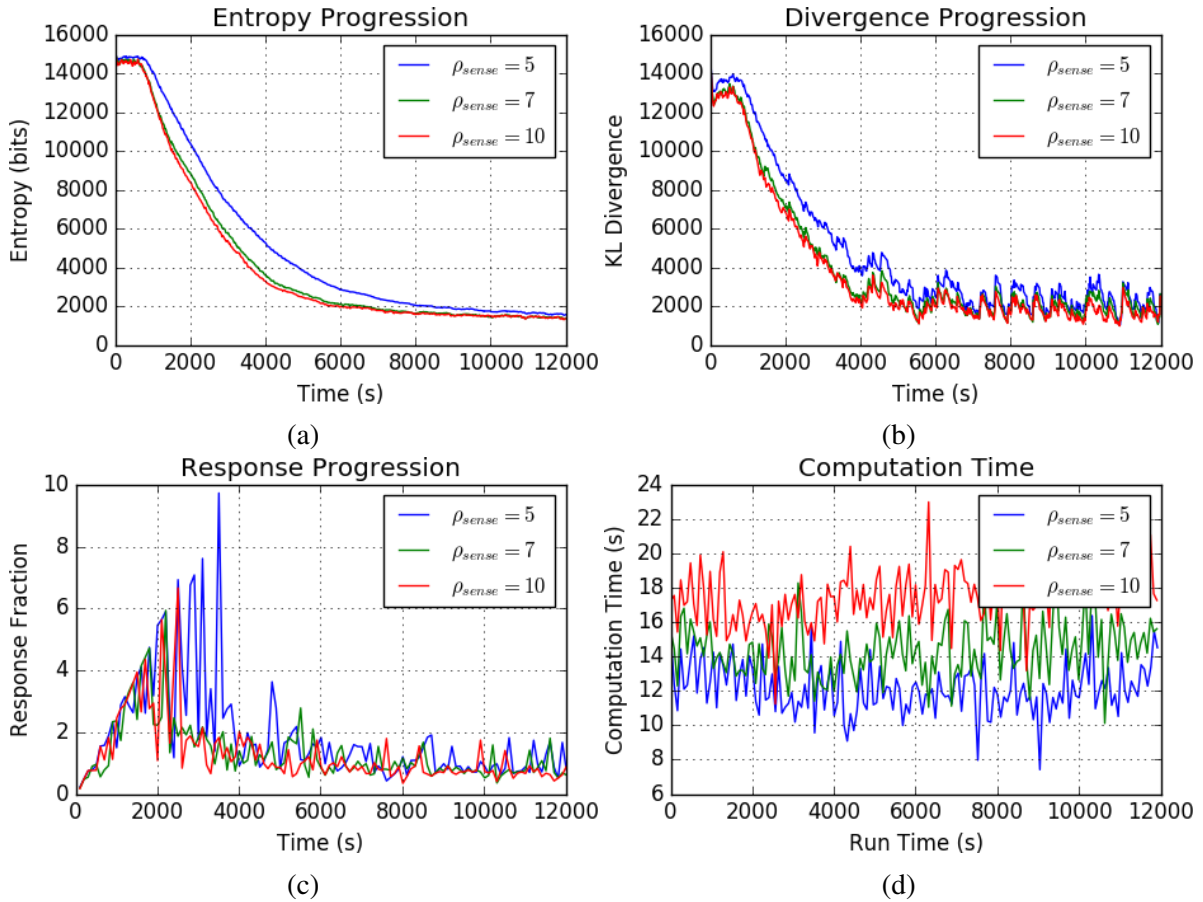 Entropy Progression
16000
14000
12000
10000
8000
6000
4000
2000
0
Entropy (bits)
ρsense = 5
ρsense = 7
ρsense = 10
0 2000 4000 6000 8000 10000 12000
Time (s)
(a)
Divergence Progression
16000
14000
12000
10000
8000
6000
4000
2000
0
KL Divergence
ρsense = 5
ρsense = 7
ρsense = 10
0 2000 4000 6000 8000 10000 12000
Time (s)
(b)
Response Progression
10
8
6
4
2
0
Response Fraction
ρsense = 5
ρsense = 7
ρsense = 10
0 2000 4000 6000 8000 10000 12000
Time (s)
(c)
Computation Time
24
22
20
18
16
14
12
10
8
6
Computation Time (s)
ρsense = 5
ρsense = 7
ρsense = 10
0 2000 4000 6000 8000 10000 12000
Run Time (s)
(d)